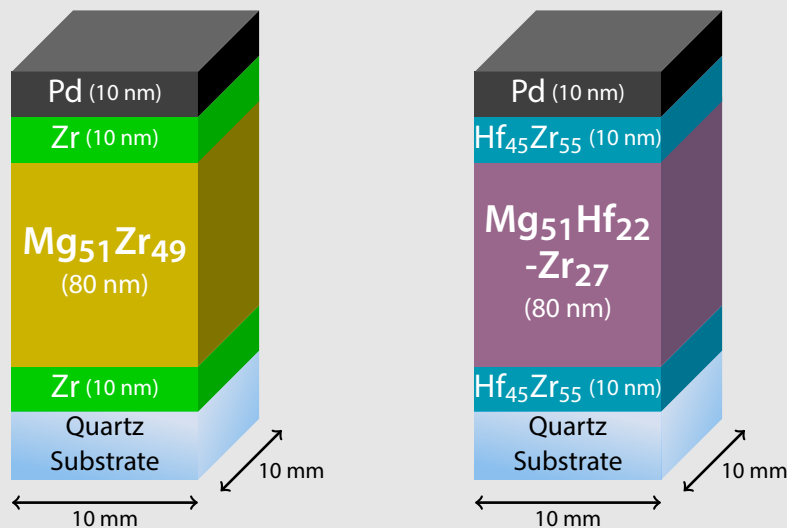 Pd (10 nm)
Zr (10 nm)
Mg51Zr49
(80 nm)
Zr (10 nm)
Quartz
Substrate
10 mm
10 mm
Pd (10 nm)
Hf45Zr55 (10 nm)
Mg51Hf22
-Zr27
(80 nm)
Hf45Zr55 (10 nm)
Quartz
Substrate
10 mm
10 mm